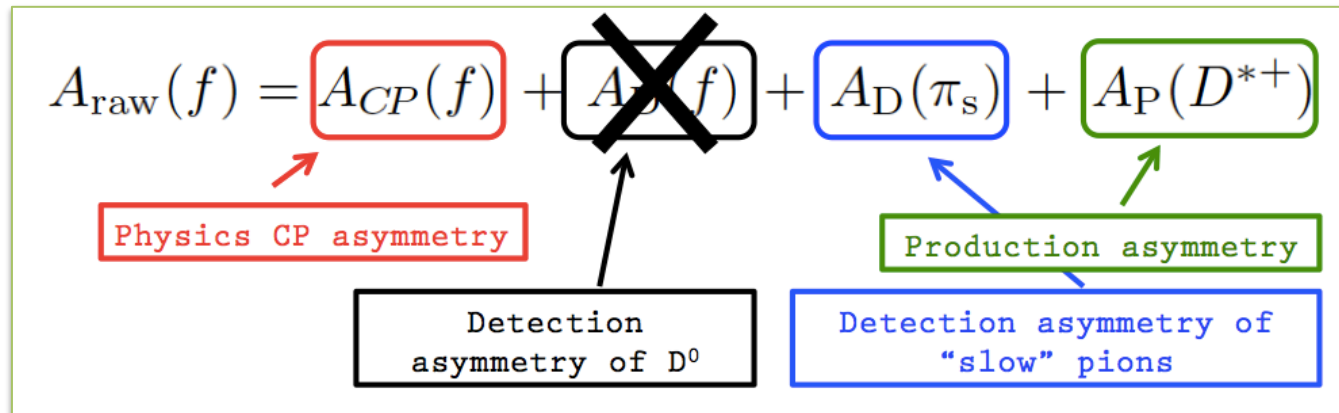 A_raw(f) = A_CP(f) + A_D(f) + A_D(π_s) + A_P(D*+)
Physics CP asymmetry
Production asymmetry
Detection
asymmetry of D⁰
Detection asymmetry of
“slow” pions